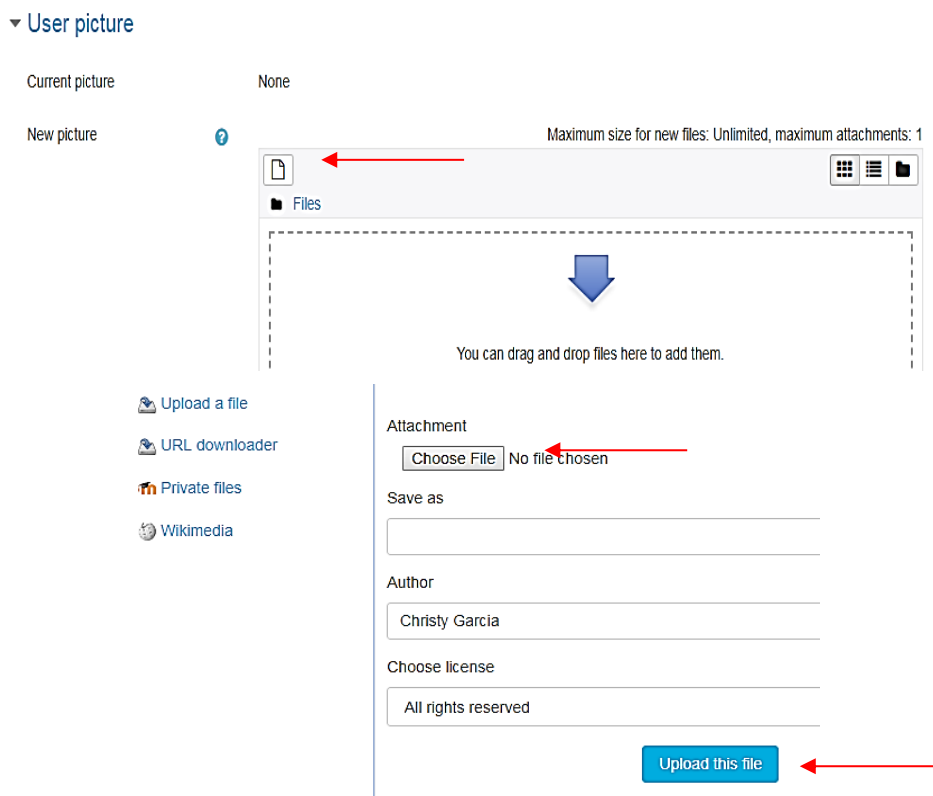 User picture
Current picture None
New picture
Maximum size for new files: Unlimited, maximum attachments: 1
Files
You can drag and drop files here to add them.
Upload a file
URL downloader
Private files
Wikimedia
Attachment
Choose File No file chosen
Save as
Author
Christy Garcia
Choose license
All rights reserved
Upload this file